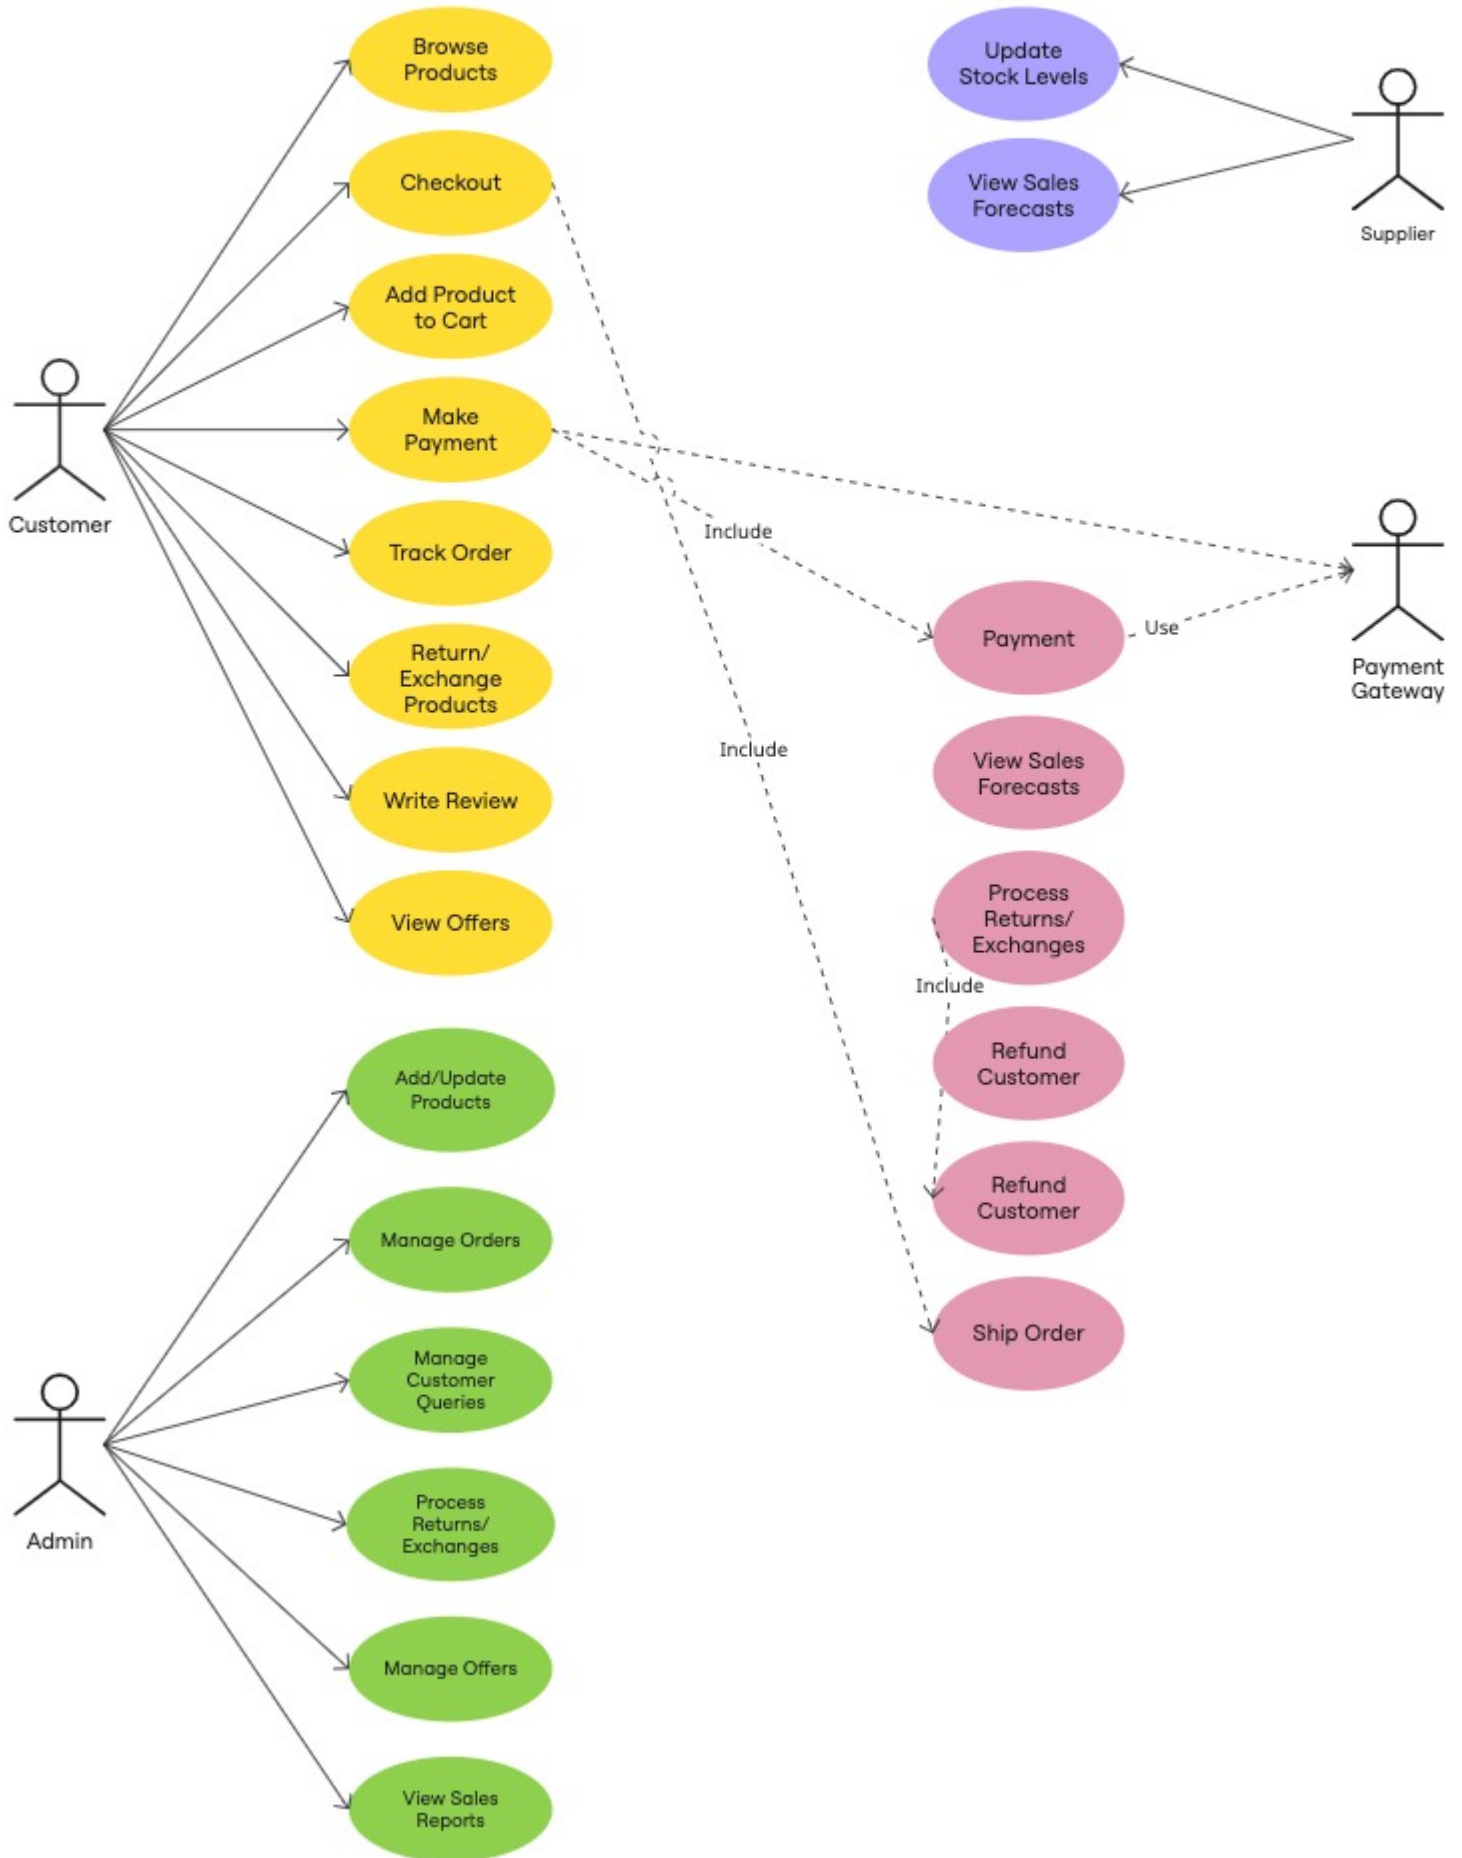 Browse
Products
Checkout
Add Product
to Cart
Make
Payment
Track Order
Return/
Exchange
Products
Write Review
View Offers
Customer
Update
Stock Levels
View Sales
Forecasts
Supplier
Include
Include
Payment
Use
Payment
Gateway
View Sales
Forecasts
Process
Returns/
Exchanges
Include
Refund
Customer
Refund
Customer
Ship Order
Add/Update
Products
Manage Orders
Manage
Customer
Queries
Process
Returns/
Exchanges
Manage Offers
View Sales
Reports
Admin